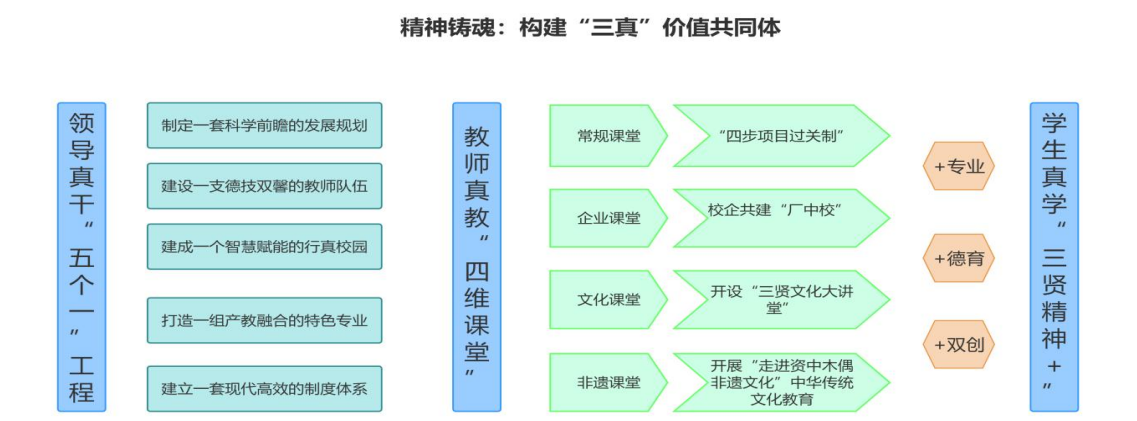 精神铸魂：构建“三真”价值共同体
领导真干“五个一”工程
制定一套科学前瞻的发展规划
建设一支德技双馨的教师队伍
建成一个智慧赋能的行真校园
打造一组产教融合的特色专业
建立一套现代高效的制度体系
教师真教“四维课堂”
常规课堂
“四步项目过关制”
企业课堂
校企共建“厂中校”
文化课堂
开设“三贤文化大讲
堂”
非遗课堂
开展“走进资中木偶
非遗文化”中华传统
文化教育
+专业
+德育
+双创
学生真学“三贤精神+”